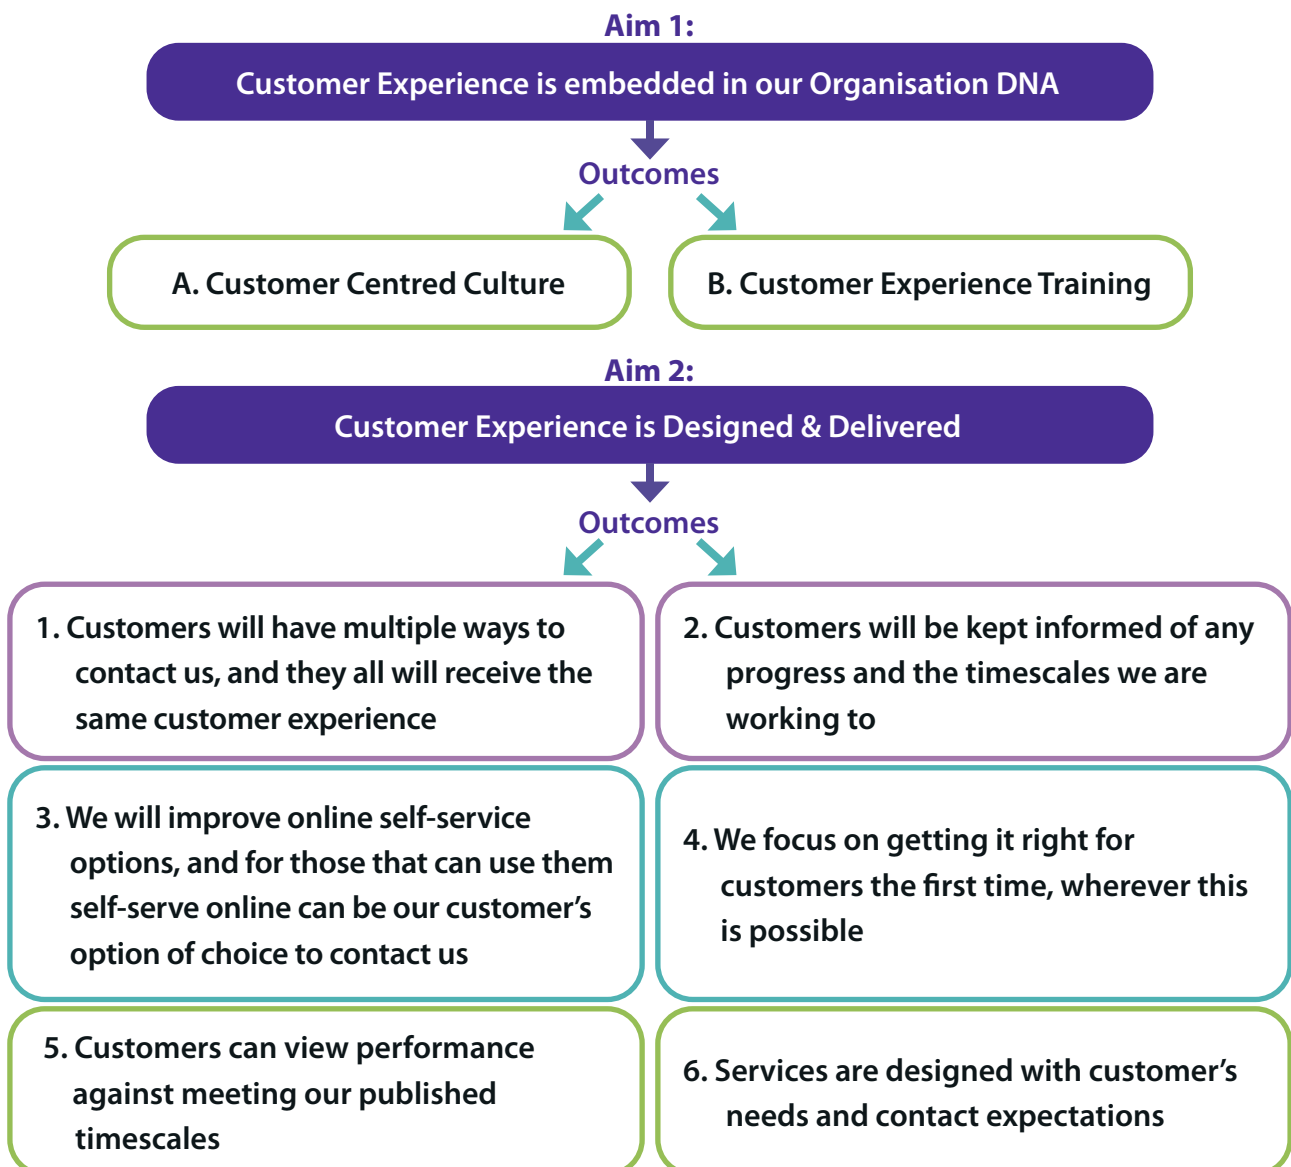 Aim 1:
Customer Experience is embedded in our Organisation DNA
Outcomes
A. Customer Centred Culture
B. Customer Experience Training
Aim 2:
Customer Experience is Designed & Delivered
Outcomes
1. Customers will have multiple ways to
contact us, and they all will receive the
same customer experience
2. Customers will be kept informed of any
progress and the timescales we are
working to
3. We will improve online self-service
options, and for those that can use them
self-serve online can be our customer’s
option of choice to contact us
4. We focus on getting it right for
customers the first time, wherever this
is possible
5. Customers can view performance
against meeting our published
timescales
6. Services are designed with customer’s
needs and contact expectations